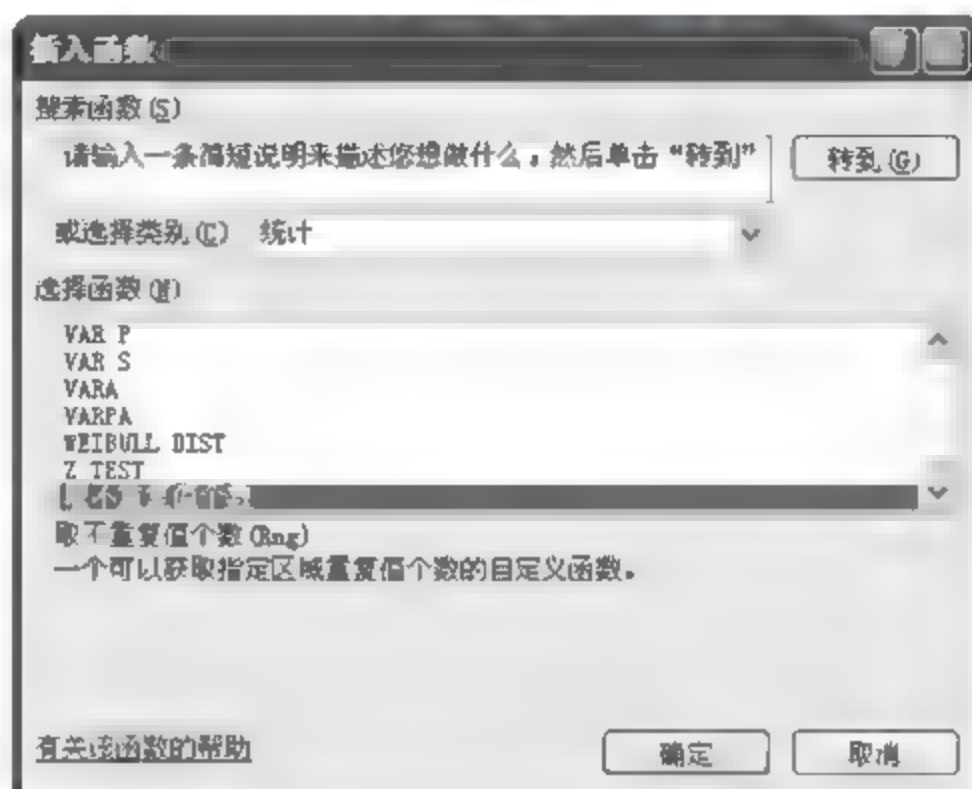 插入函数
搜索函数(S)
请输入一条简短说明来描述您想做什么，然后单击“转到”
转到(G)
或选择类别(C) 统计
选择函数(N)
VAR P
VAR S
VARA
VARPA
WEIBULL DIST
Z TEST
取不重复值个数(Rng)
一个可以获取指定区域重复值个数的自定义函数。
有关该函数的帮助
确定
取消